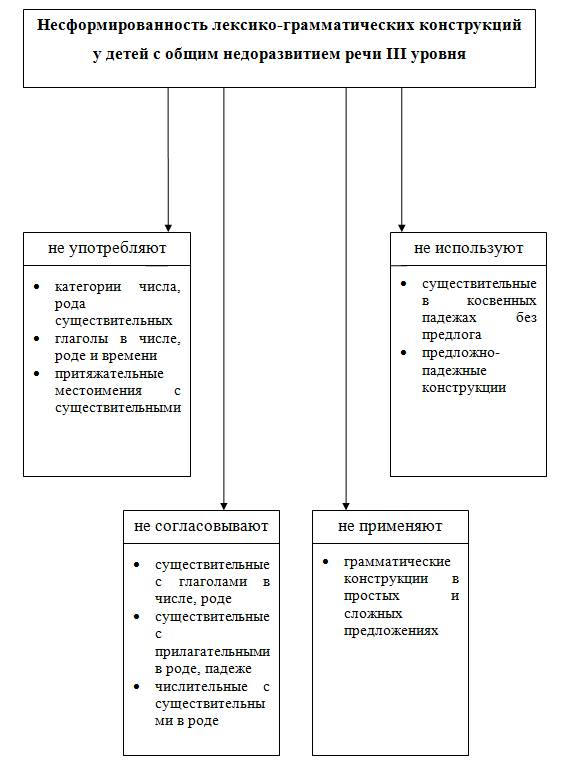 Несформированность лексико-грамматических конструкций
у детей с общим недоразвитием речи III уровня
не употребляют
• категории числа,
рода
существительных
• глаголы в числе,
роде и времени
• притяжательные
местоимения с
существительными
не используют
• существительные
в косвенных
падежах без
предлога
• предложно-
падежные
конструкции
не согласовывают
• существительные
с глаголами в
числе, роде
• существительные
с
прилагательными
в роде, падеже
• числительные с
существительны
ми в роде
не применяют
• грамматические
конструкции в
простых и
сложных
предложениях